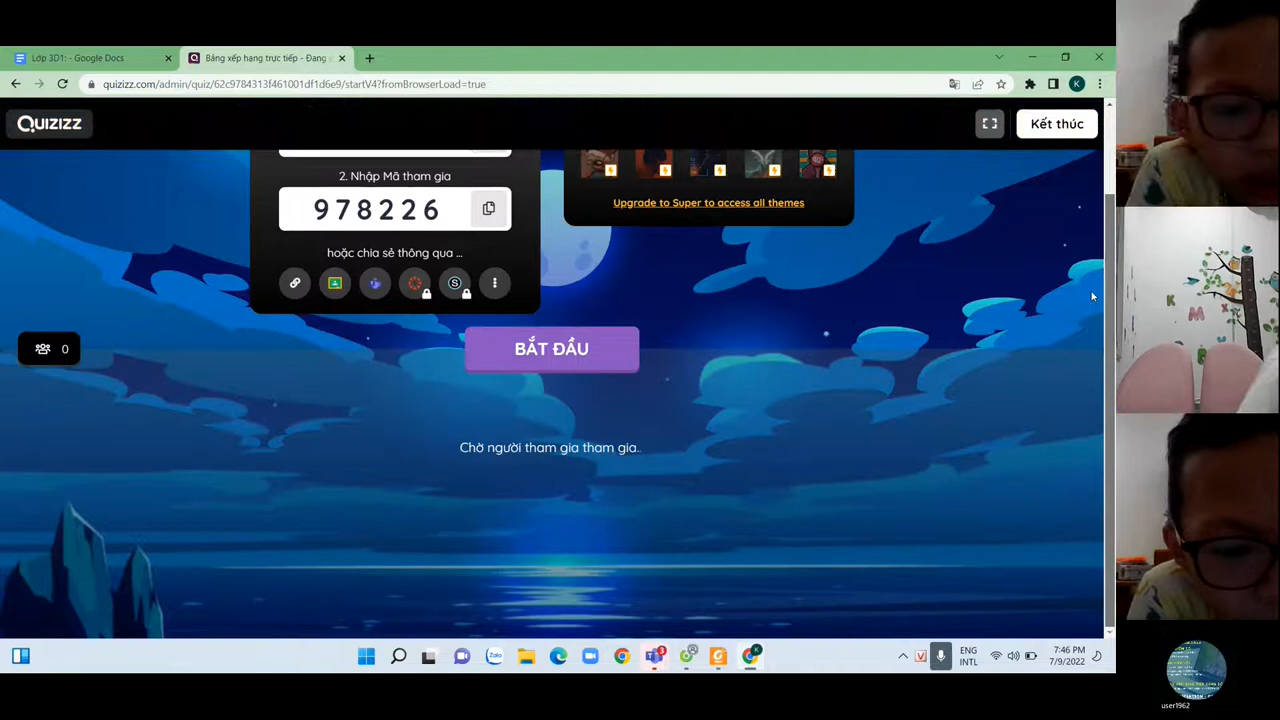 Lớp 3D1: - Google Docs
Bảng xếp hạng trực tiếp - Đang
quizizz.com/admin/quiz/62c9784313f461001df1d6e9/startV4?fromBrowserLoad=true
K
QUIZIZZ
Kết thúc
2. Nhập Mã tham gia
978226
hoặc chia sẻ thông qua ...
S
Upgrade to Super to access all themes
0
BẮT ĐẦU
Chờ người tham gia tham gia..
K
M
Zalo
3
K
V
ENG
INTL
7:46 PM
7/9/2022
user1962